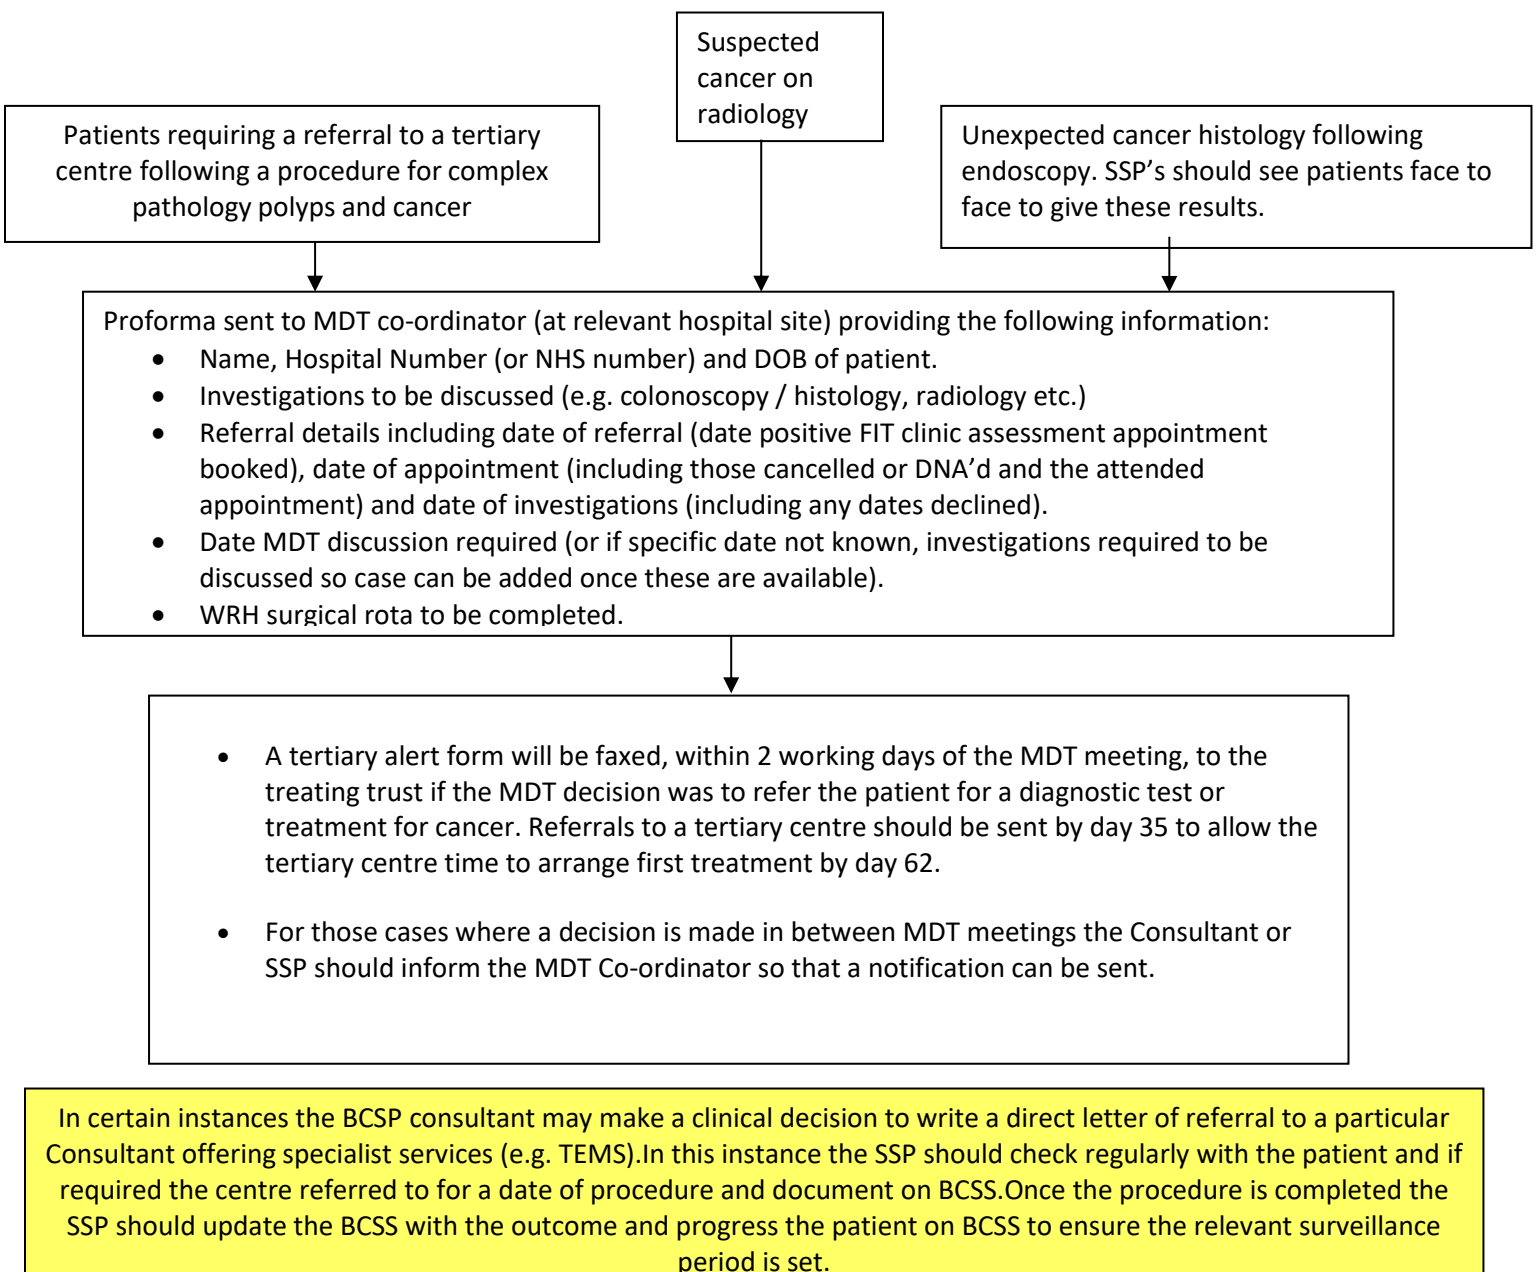 Suspected
cancer on
radiology
Patients requiring a referral to a tertiary
centre following a procedure for complex
pathology polyps and cancer
Unexpected cancer histology following
endoscopy. SSP's should see patients face to
face to give these results.
Proforma sent to MDT co-ordinator (at relevant hospital site) providing the following information:
• Name, Hospital Number (or NHS number) and DOB of patient.
• Investigations to be discussed (e.g. colonoscopy / histology, radiology etc.)
• Referral details including date of referral (date positive FIT clinic assessment appointment
booked), date of appointment (including those cancelled or DNA'd and the attended
appointment) and date of investigations (including any dates declined).
• Date MDT discussion required (or if specific date not known, investigations required to be
discussed so case can be added once these are available).
• WRH surgical rota to be completed.
• A tertiary alert form will be faxed, within 2 working days of the MDT meeting, to the
treating trust if the MDT decision was to refer the patient for a diagnostic test or
treatment for cancer. Referrals to a tertiary centre should be sent by day 35 to allow the
tertiary centre time to arrange first treatment by day 62.
• For those cases where a decision is made in between MDT meetings the Consultant or
SSP should inform the MDT Co-ordinator so that a notification can be sent.
In certain instances the BCSP consultant may make a clinical decision to write a direct letter of referral to a particular
Consultant offering specialist services (e.g. TEMS).In this instance the SSP should check regularly with the patient and if
required the centre referred to for a date of procedure and document on BCSS.Once the procedure is completed the
SSP should update the BCSS with the outcome and progress the patient on BCSS to ensure the relevant surveillance
period is set.